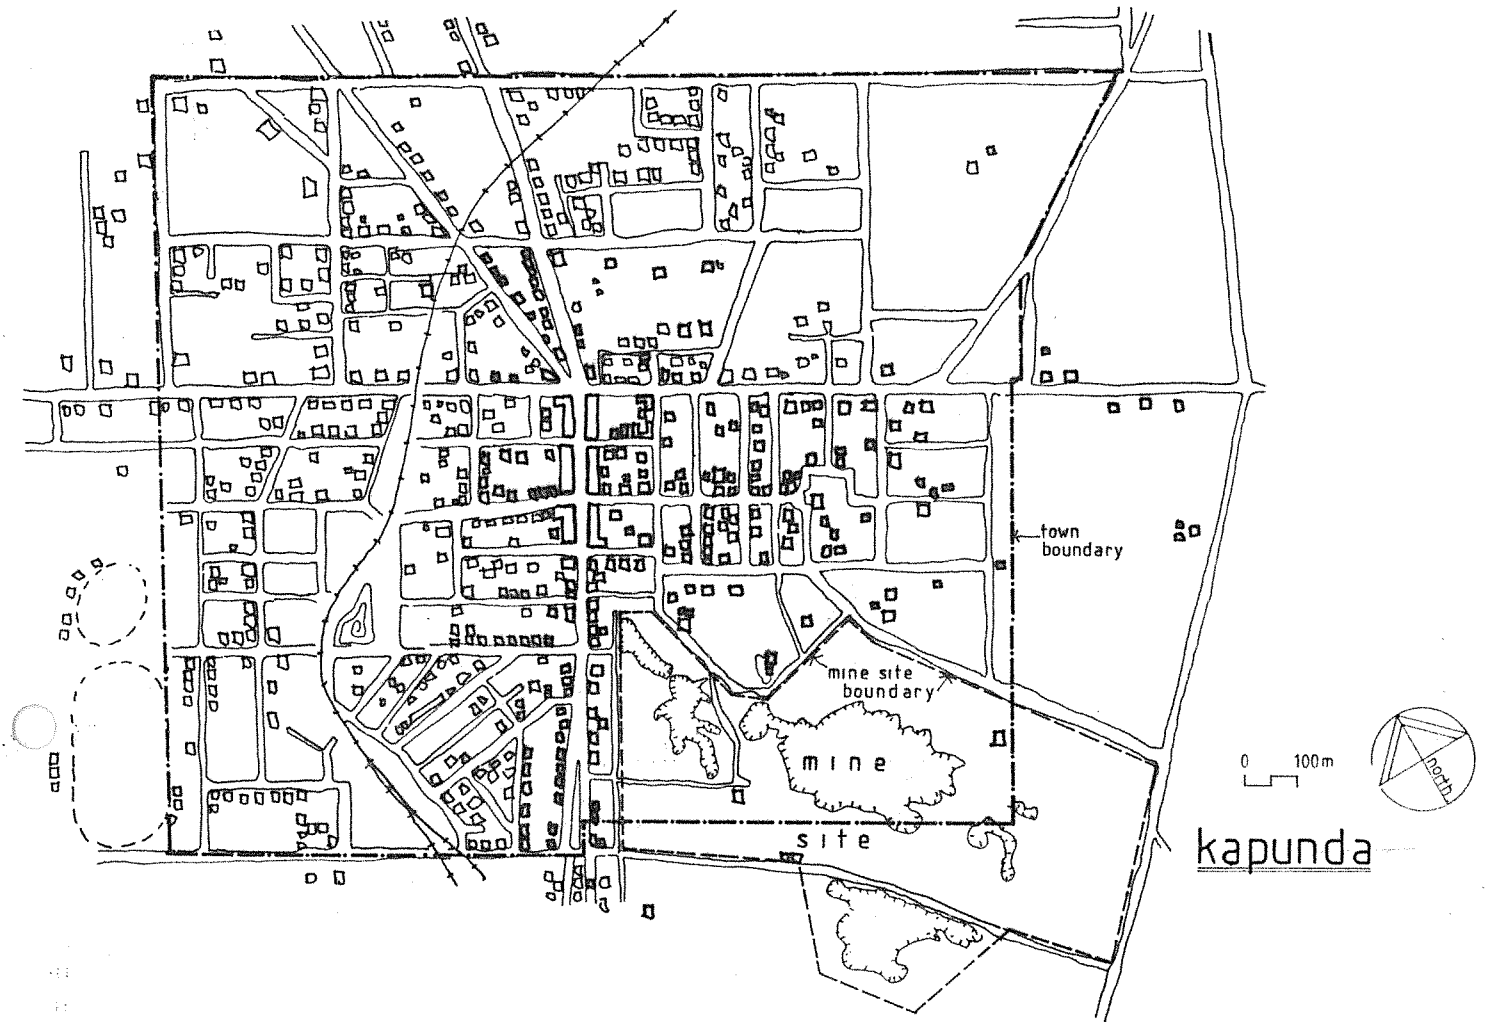 town
boundary
mine site
boundary
mine
site
0 100m
north
kapunda